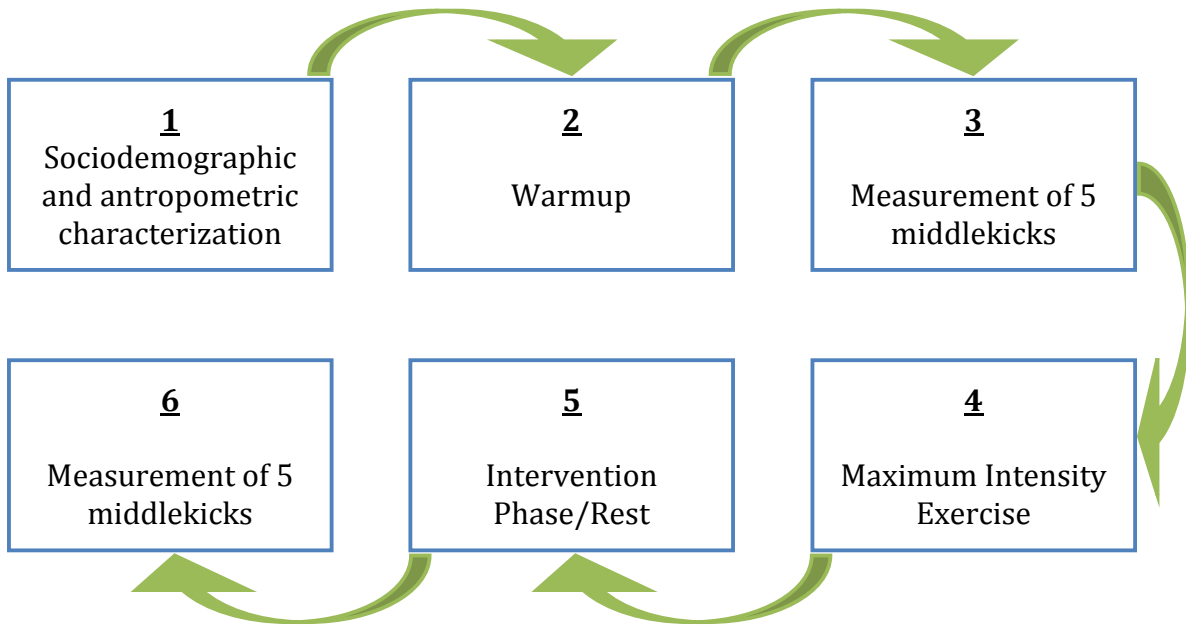 1
Sociodemographic
and antropometric
characterization
2
Warmup
3
Measurement of 5
middlekicks
6
Measurement of 5
middlekicks
5
Intervention
Phase/Rest
4
Maximum Intensity
Exercise